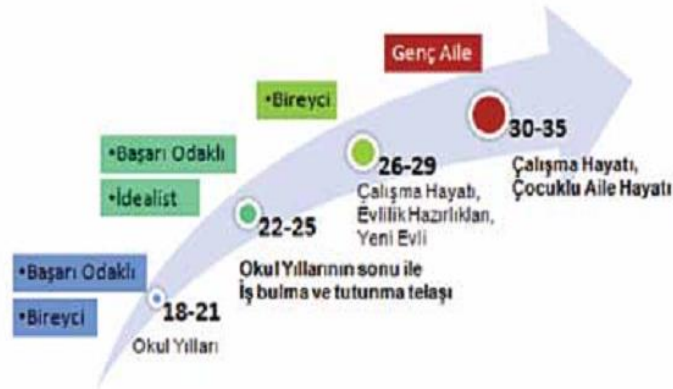 Genç Aile
•Bireyci
30-35
Çalışma Hayatı,
Çocuklu Aile Hayatı
•Başarı Odaklı
•İdealist
26-29
Çalışma Hayatı,
Evlilik Hazırlıkları,
Yeni Evli
22-25
Okul Yıllarının sonu ile
İş bulma ve tutunma telaşı
•Başarı Odaklı
•Bireyci
18-21
Okul Yılları